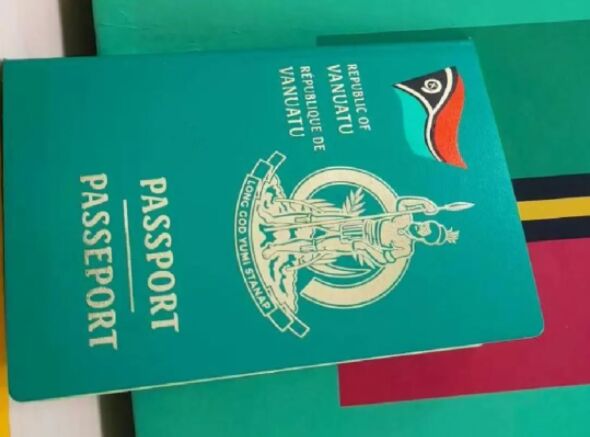 REPUBLIC OF
VANUATU
RÉPUBLIQUE DE
VANUATU
LONG GOD YUMI STANAP
PASSPORT
PASSEPORT